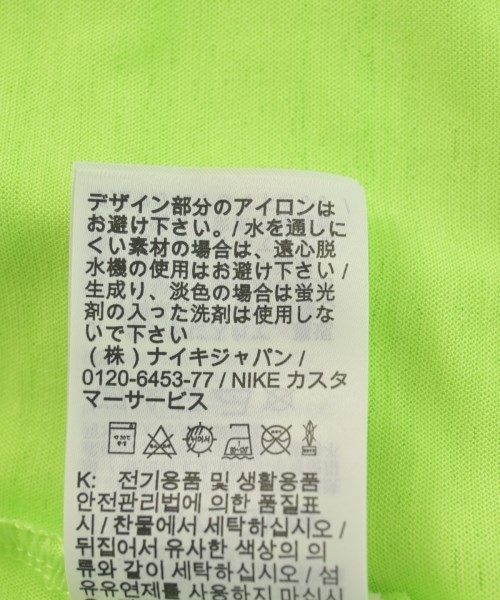 デザイン部分のアイロンは
お避け下さい。/ 水を通しに
くい素材の場合は、遠心脱
水機の使用はお避け下さい /
生成り、淡色の場合は蛍光
剤の入った洗剤は使用しな
いで下さい
(株) ナイキジャパン /
0120-6453-77 / NIKE カスタ
マーサービス
K: 전기용품 및 생활용품
안전관리법에 의한 품질표
시 / 찬물에서 세탁하십시오 /
뒤집어서 유사한 색상의 의
류와 같이 세탁하십시오 / 섬
유유연제를 사용하지 마십시